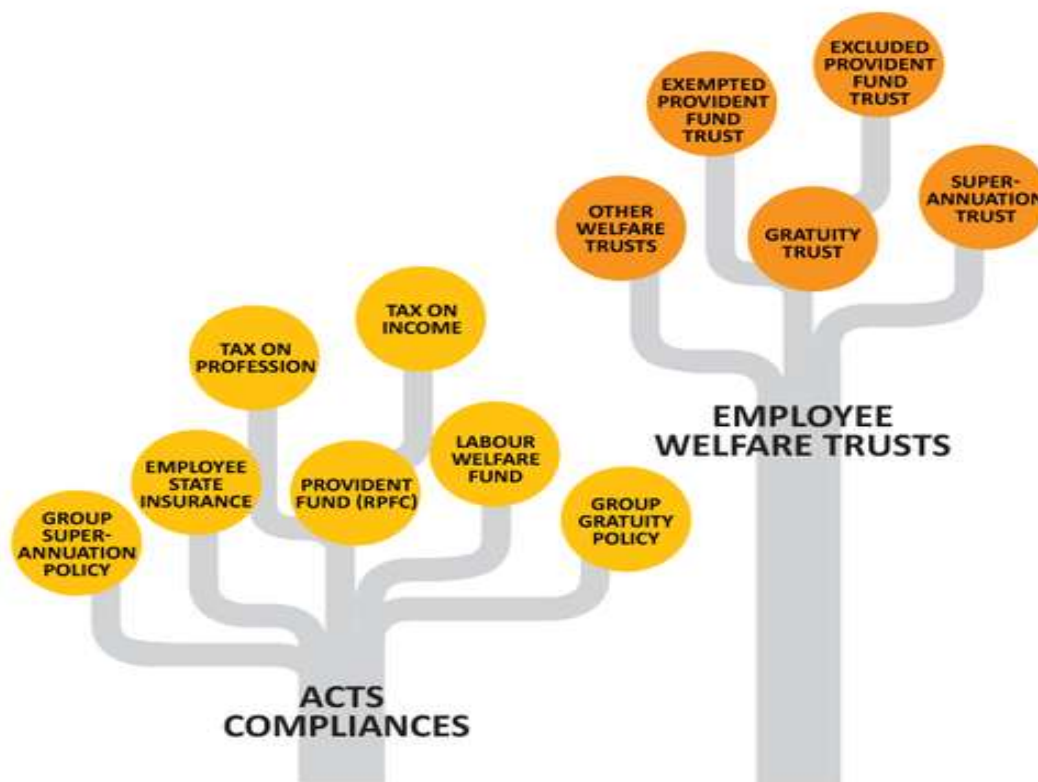 EXCLUDED
PROVIDENT
FUND
TRUST
EXEMPTED
PROVIDENT
FUND
TRUST
SUPER-
ANNUATION
TRUST
OTHER
WELFARE
TRUSTS
GRATUITY
TRUST
EMPLOYEE
WELFARE TRUSTS
TAX ON
INCOME
TAX ON
PROFESSION
LABOUR
WELFARE
FUND
EMPLOYEE
STATE
INSURANCE
PROVIDENT
FUND (RPFC)
GROUP
GRATUITY
POLICY
GROUP
SUPER-
ANNUATION
POLICY
ACTS
COMPLIANCES